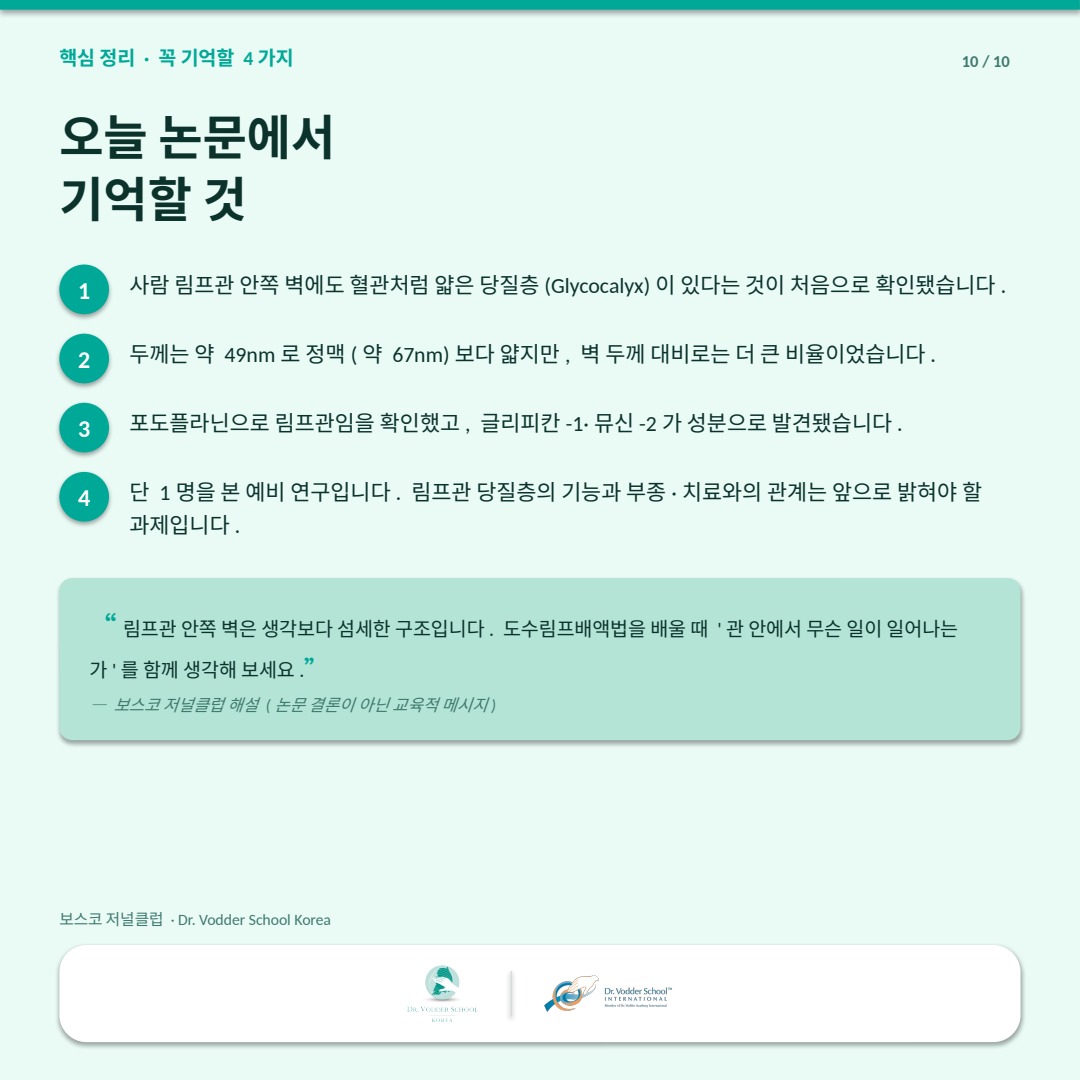 핵심 정리 · 꼭 기억할 4 가지
10 / 10
오늘 논문에서
기억할 것
1
사람 림프관 안쪽 벽에도 혈관처럼 얇은 당질층 (Glycocalyx) 이 있다는 것이 처음으로 확인됐습니다 .
2
두께는 약 49nm 로 정맥 ( 약 67nm) 보다 얇지만 , 벽 두께 대비로는 더 큰 비율이었습니다 .
3
포도플라닌으로 림프관임을 확인했고 , 글리피칸 -1· 뮤신 -2 가 성분으로 발견됐습니다 .
4
단 1 명을 본 예비 연구입니다 . 림프관 당질층의 기능과 부종 · 치료와의 관계는 앞으로 밝혀야 할
과제입니다 .
“ 림프관 안쪽 벽은 생각보다 섬세한 구조입니다 . 도수림프배액법을 배울 때 ' 관 안에서 무슨 일이 일어나는
가 ' 를 함께 생각해 보세요 .”
— 보스코 저널클럽 해설 ( 논문 결론이 아닌 교육적 메시지 )
보스코 저널클럽 · Dr. Vodder School Korea
DR. VODDER SCHOOL
KOREA
Dr. Vodder School™
INTERNATIONAL
Member of Dr. Vodder Academy International